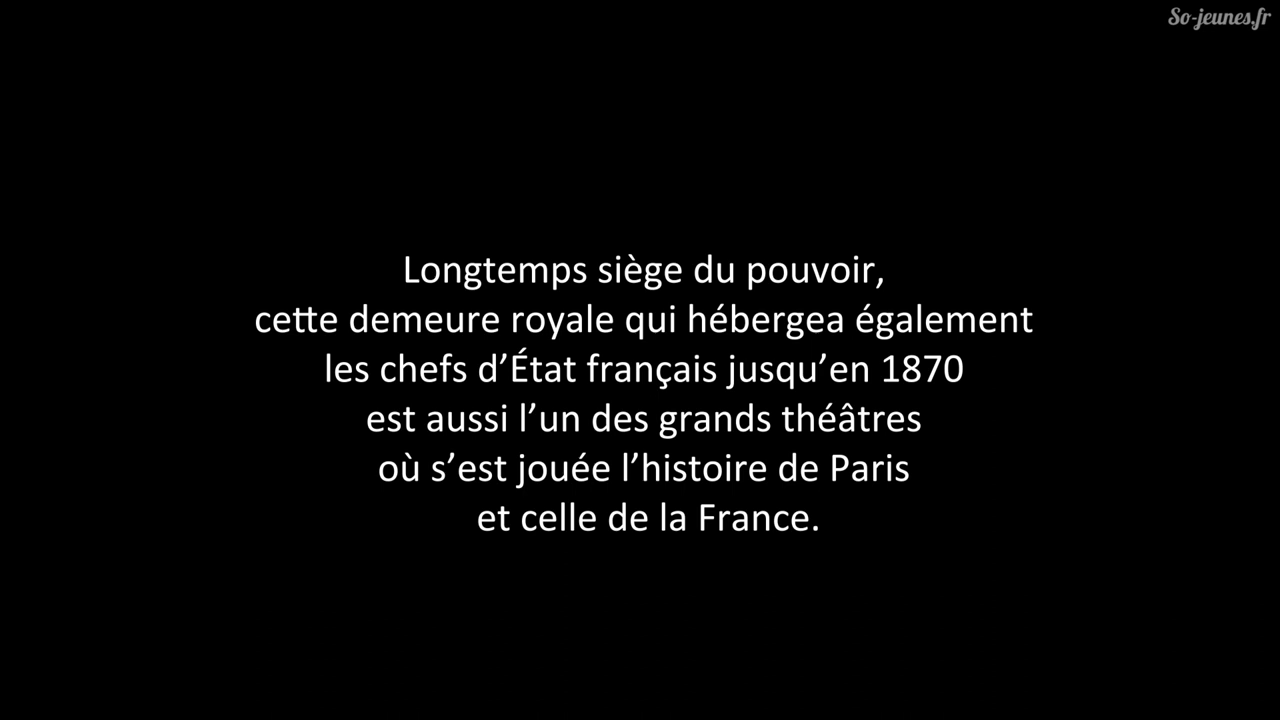 So-jeunes.fr
Longtemps siège du pouvoir,
cette demeure royale qui hébergea également
les chefs d’État français jusqu’en 1870
est aussi l’un des grands théâtres
où s’est jouée l’histoire de Paris
et celle de la France.